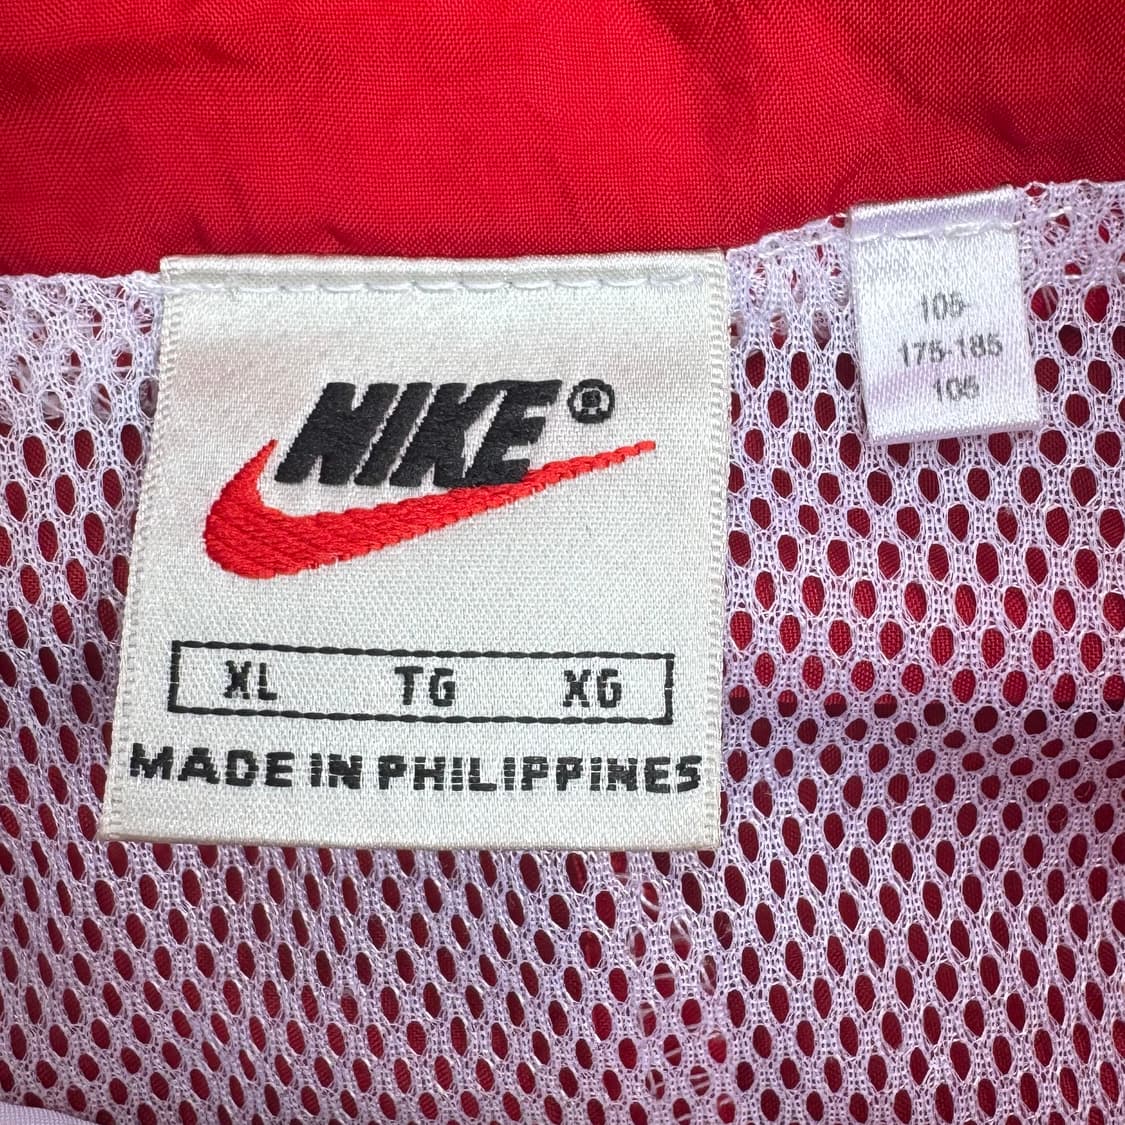 NIKE®
XL TG XG
MADE IN PHILIPPINES
105-
175-185
105